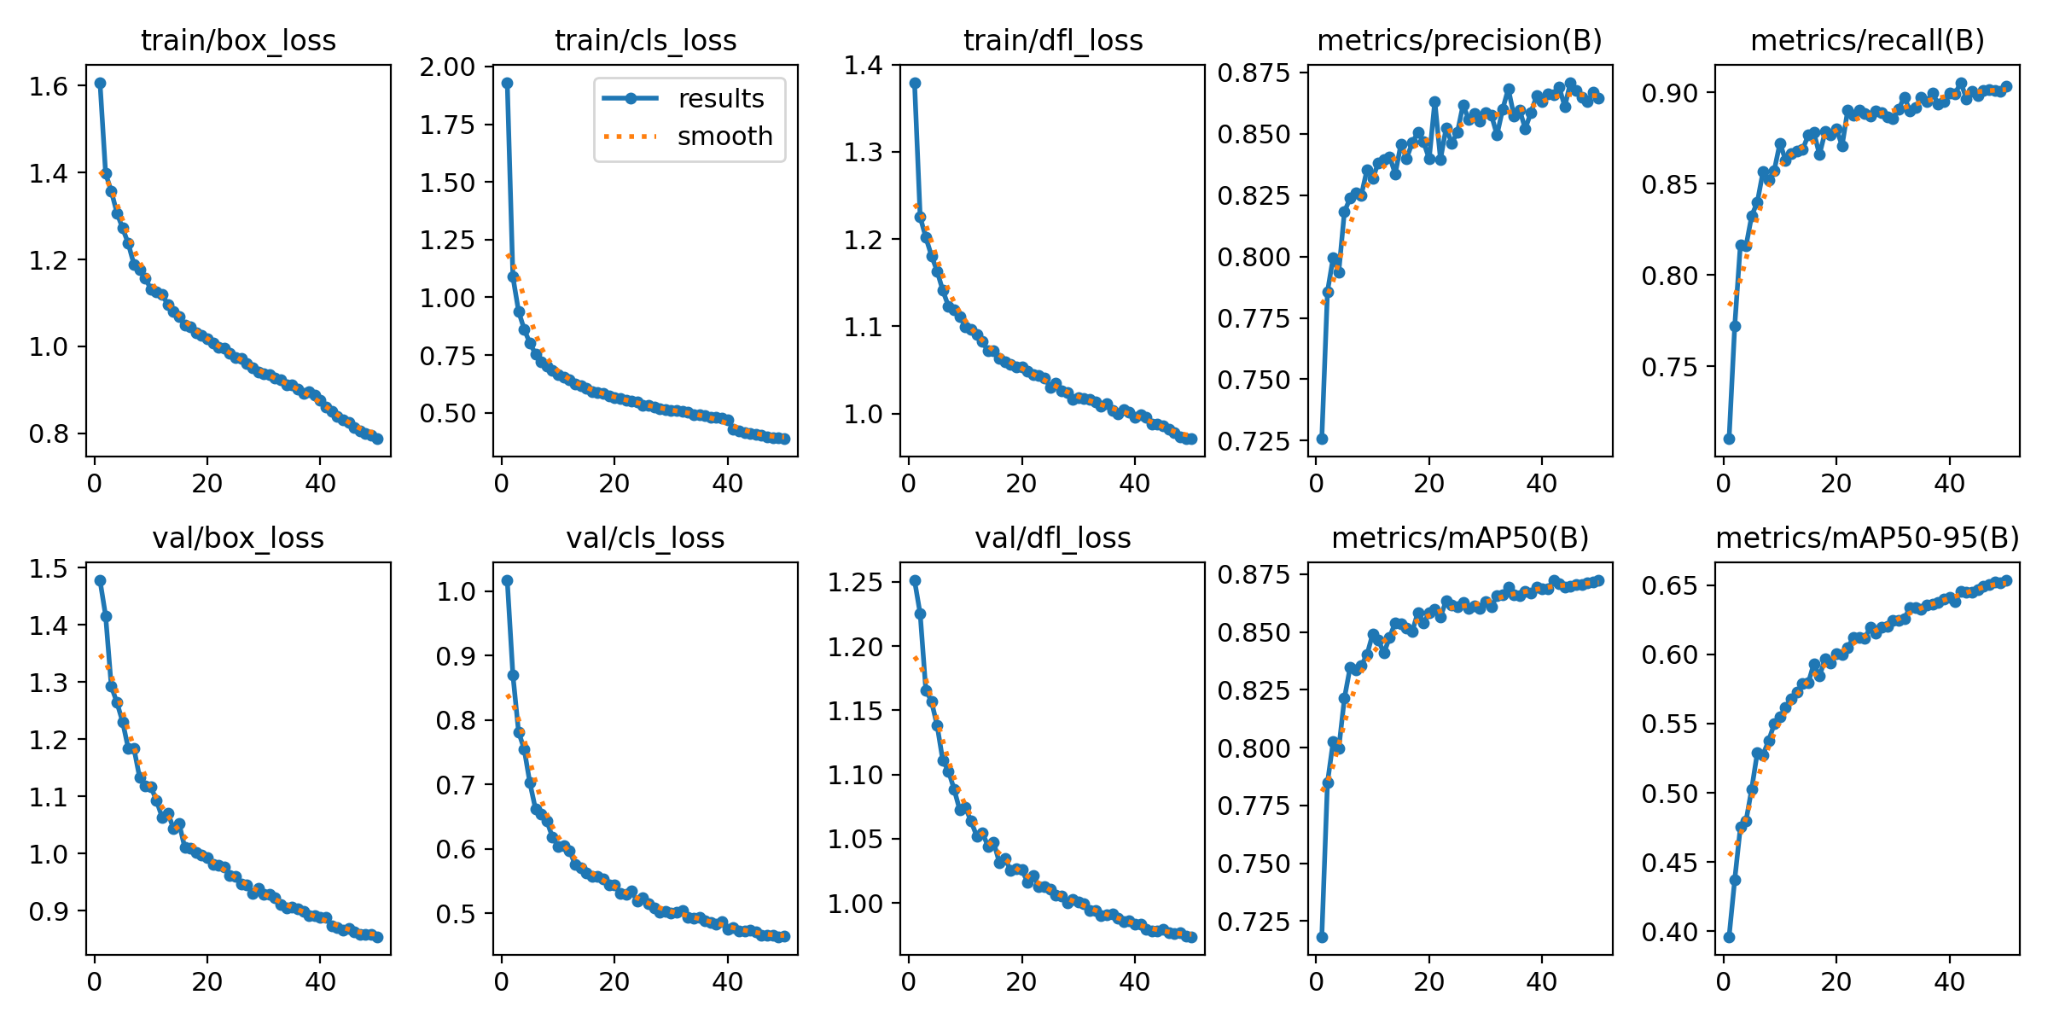 train/box_loss
1.6
1.4
1.2
1.0
0.8
0 20 40
train/cls_loss
2.00
1.75
1.50
1.25
1.00
0.75
0.50
results
smooth
0 20 40
train/dfl_loss
1.4
1.3
1.2
1.1
1.0
0 20 40
metrics/precision(B)
0.875
0.850
0.825
0.800
0.775
0.750
0.725
0 20 40
metrics/recall(B)
0.90
0.85
0.80
0.75
0 20 40
val/box_loss
1.5
1.4
1.3
1.2
1.1
1.0
0.9
0 20 40
val/cls_loss
1.0
0.9
0.8
0.7
0.6
0.5
0 20 40
val/dfl_loss
1.25
1.20
1.15
1.10
1.05
1.00
0 20 40
metrics/mAP50(B)
0.875
0.850
0.825
0.800
0.775
0.750
0.725
0 20 40
metrics/mAP50-95(B)
0.65
0.60
0.55
0.50
0.45
0.40
0 20 40